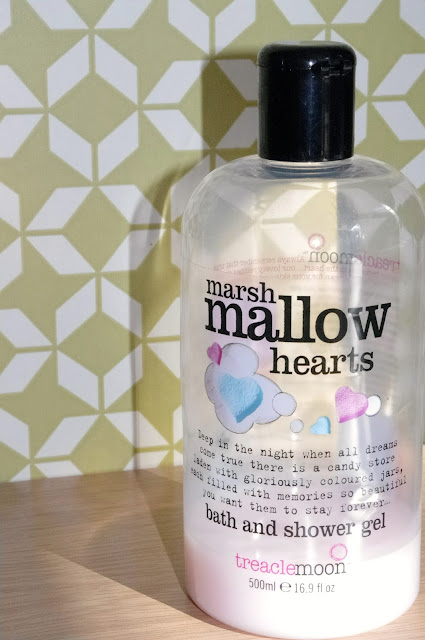 marsh
mallow
hearts
Deep in the night when all dreams
come true there is a candy store
laden with gloriously coloured jars,
each filled with memories so beautiful
you want them to stay forever...
bath and shower gel
treaclemoon
500ml ℮ 16.9 fl oz
treaclemoon